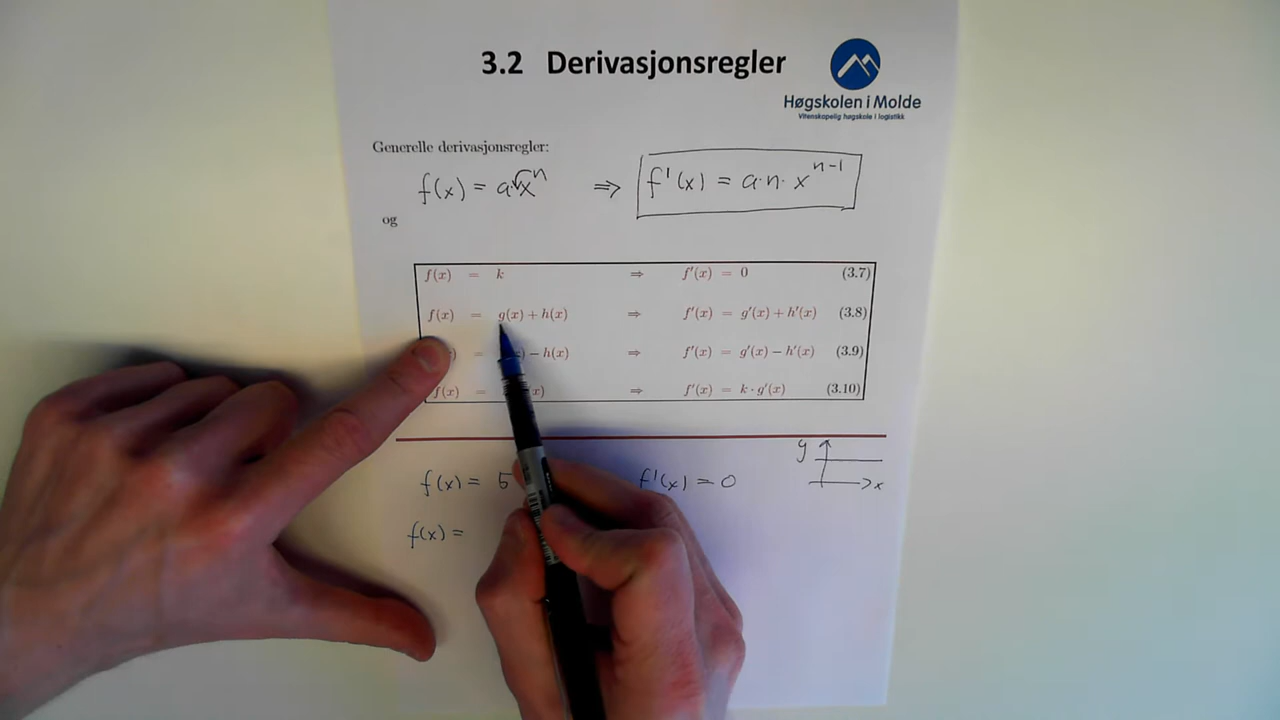 3.2 Derivasjonsregler
Høgskolen i Molde
Vitenskapelig høgskole i logistikk
Generelle derivasjonsregler:
f(x) = a·x^n ⇒ f'(x) = a·n·x^{n-1}
og
f(x) = k ⇒ f'(x) = 0 (3.7)
f(x) = g(x) + h(x) ⇒ f'(x) = g'(x) + h'(x) (3.8)
= − h(x) ⇒ f'(x) = g'(x) − h'(x) (3.9)
f(x) = ⇒ f'(x) = k · g'(x) (3.10)
y
x
f(x) = 5 f'(x) = 0
f(x) =